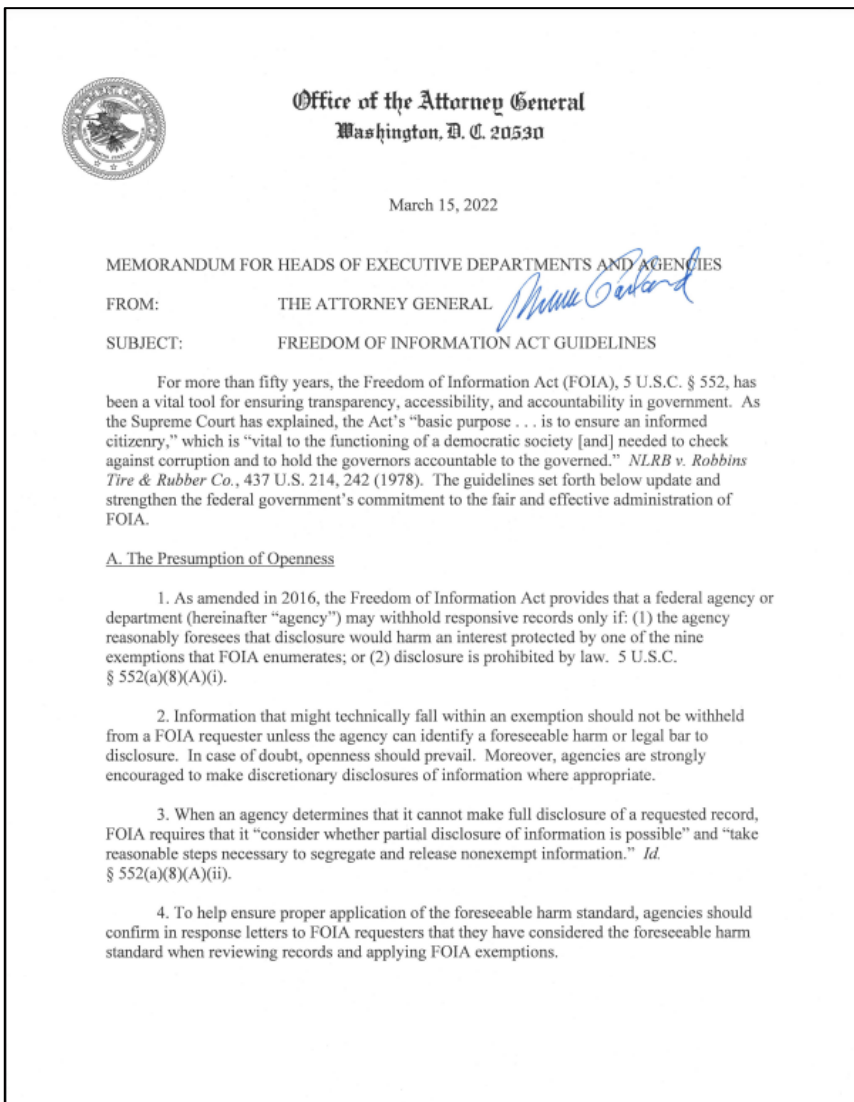 Office of the Attorney General
Washington, D. C. 20530
March 15, 2022
MEMORANDUM FOR HEADS OF EXECUTIVE DEPARTMENTS AND AGENCIES
FROM: THE ATTORNEY GENERAL
SUBJECT: FREEDOM OF INFORMATION ACT GUIDELINES
For more than fifty years, the Freedom of Information Act (FOIA), 5 U.S.C. § 552, has
been a vital tool for ensuring transparency, accessibility, and accountability in government. As
the Supreme Court has explained, the Act's “basic purpose . . . is to ensure an informed
citizenry,” which is “vital to the functioning of a democratic society [and] needed to check
against corruption and to hold the governors accountable to the governed.” NLRB v. Robbins
Tire & Rubber Co., 437 U.S. 214, 242 (1978). The guidelines set forth below update and
strengthen the federal government's commitment to the fair and effective administration of
FOIA.
A. The Presumption of Openness
1. As amended in 2016, the Freedom of Information Act provides that a federal agency or
department (hereinafter “agency”) may withhold responsive records only if: (1) the agency
reasonably foresees that disclosure would harm an interest protected by one of the nine
exemptions that FOIA enumerates; or (2) disclosure is prohibited by law. 5 U.S.C.
§ 552(a)(8)(A)(i).
2. Information that might technically fall within an exemption should not be withheld
from a FOIA requester unless the agency can identify a foreseeable harm or legal bar to
disclosure. In case of doubt, openness should prevail. Moreover, agencies are strongly
encouraged to make discretionary disclosures of information where appropriate.
3. When an agency determines that it cannot make full disclosure of a requested record,
FOIA requires that it “consider whether partial disclosure of information is possible” and “take
reasonable steps necessary to segregate and release nonexempt information.” Id.
§ 552(a)(8)(A)(ii).
4. To help ensure proper application of the foreseeable harm standard, agencies should
confirm in response letters to FOIA requesters that they have considered the foreseeable harm
standard when reviewing records and applying FOIA exemptions.